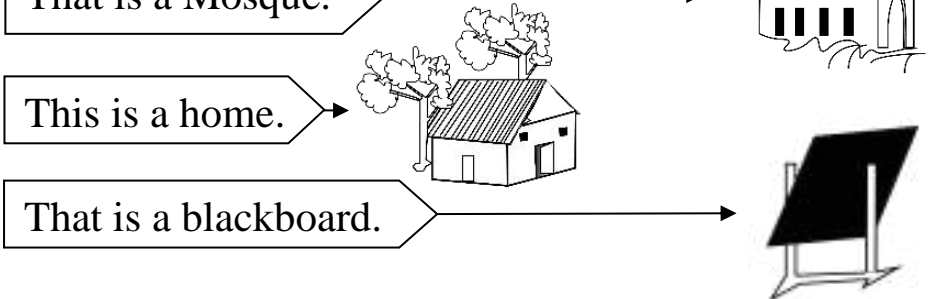 That is a Mosque.
This is a home.
That is a blackboard.